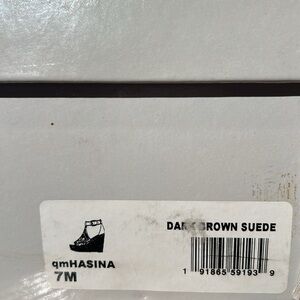 DARK BROWN SUEDE
qmHASINA
7M
1 91865 59193 9